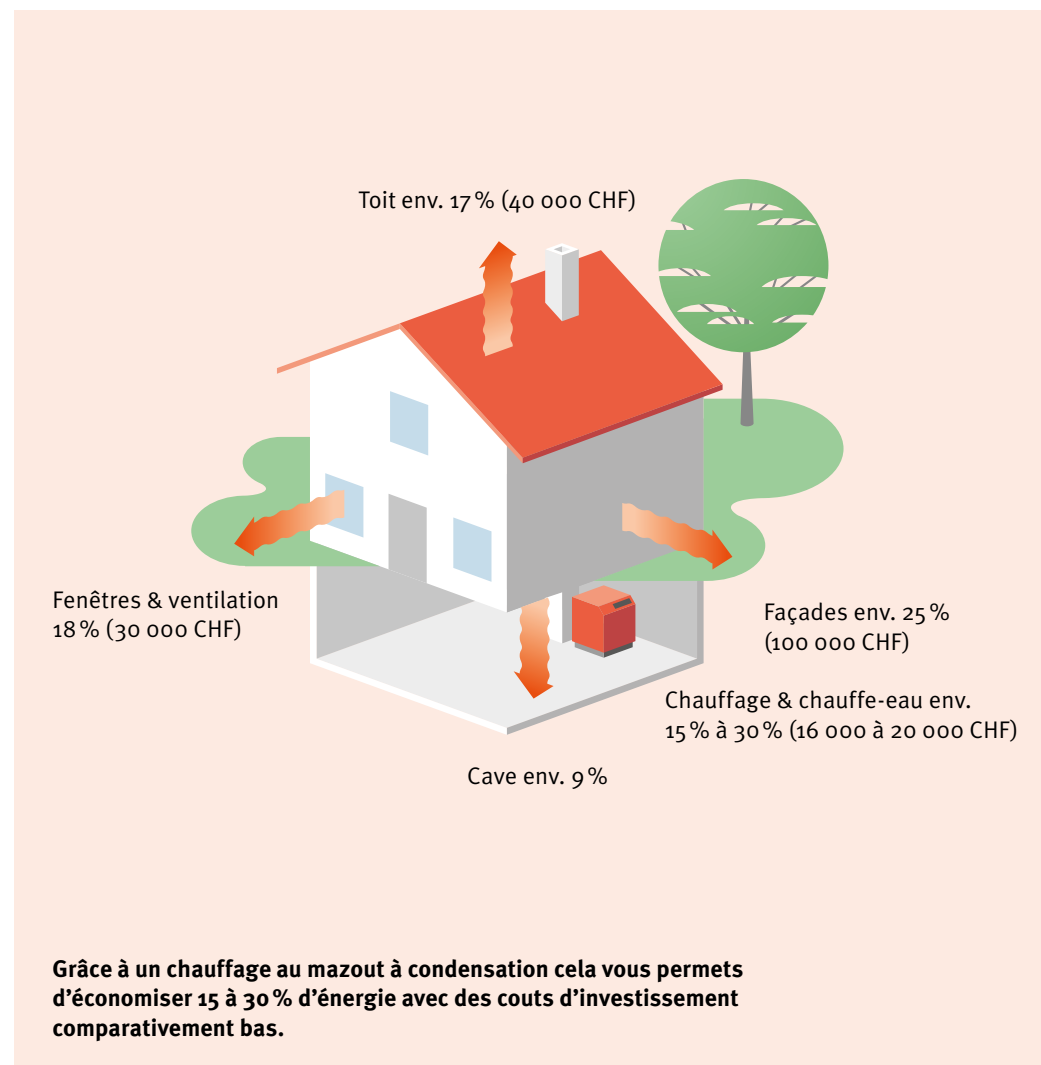 Toit env. 17 % (40 000 CHF)
Fenêtres & ventilation
18 % (30 000 CHF)
Façades env. 25 %
(100 000 CHF)
Chauffage & chauffe-eau env.
15 % à 30 % (16 000 à 20 000 CHF)
Cave env. 9 %
Grâce à un chauffage au mazout à condensation cela vous permets
d’économiser 15 à 30 % d’énergie avec des couts d’investissement
comparativement bas.